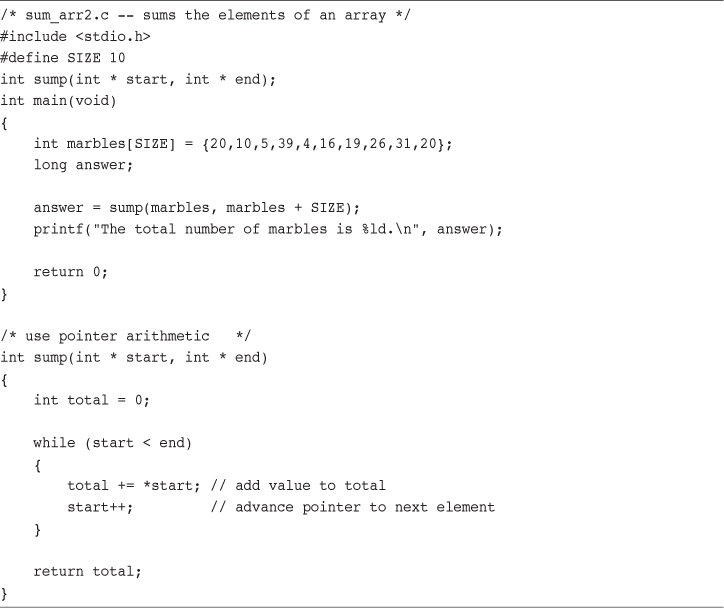 /* sum_arr2.c -- sums the elements of an array */
#include <stdio.h>
#define SIZE 10
int sump(int * start, int * end);
int main(void)
{
    int marbles[SIZE] = {20,10,5,39,4,16,19,26,31,20};
    long answer;

    answer = sump(marbles, marbles + SIZE);
    printf("The total number of marbles is %ld.\n", answer);

    return 0;
}

/* use pointer arithmetic   */
int sump(int * start, int * end)
{
    int total = 0;

    while (start < end)
    {
        total += *start; // add value to total
        start++;         // advance pointer to next element
    }

    return total;
}